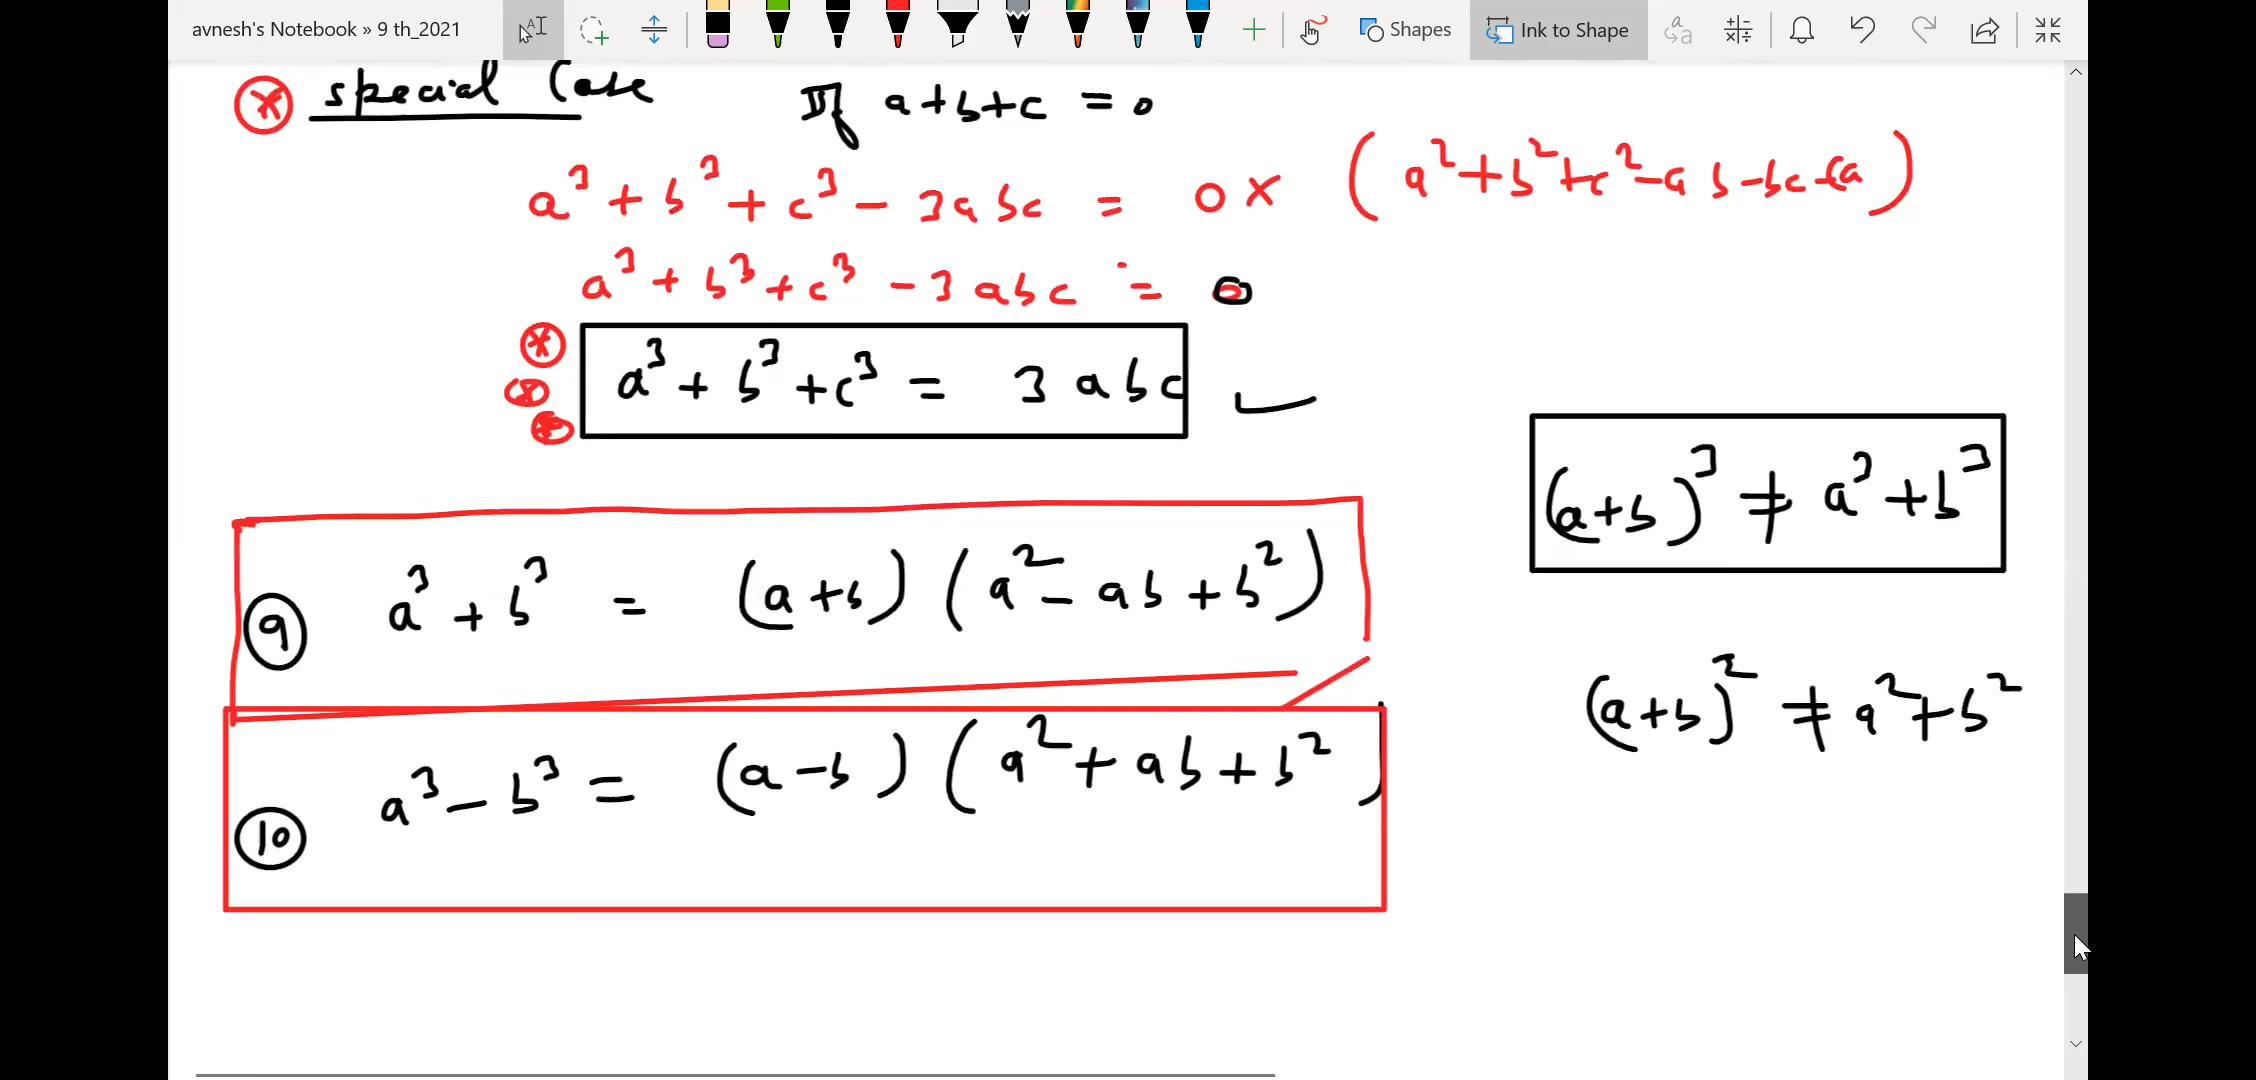 avnesh's Notebook » 9 th_2021
Shapes
Ink to Shape
special Case If a+b+c = 0
a³ + b³ + c³ - 3abc = 0 × (a²+b²+c²-ab-bc-ca)
a³ + b³ + c³ - 3abc = 0
a³ + b³ + c³ = 3abc
(a+b)³ ≠ a³+b³
9 a³ + b³ = (a+b) (a² - ab + b²)
(a+b)² ≠ a²+b²
10 a³ - b³ = (a-b) (a² + ab + b²)